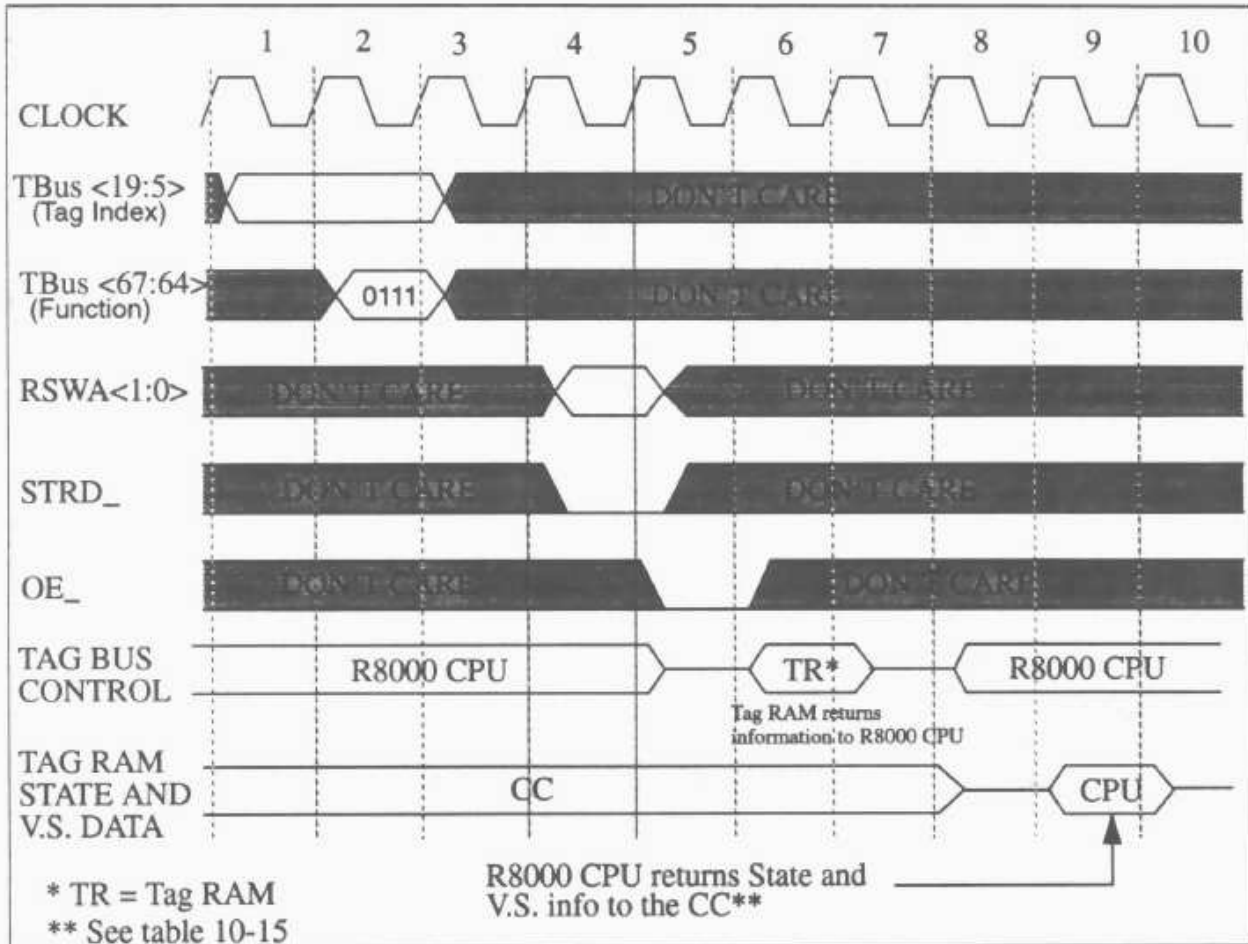 1 2 3 4 5 6 7 8 9 10
CLOCK
TBus <19:5>
(Tag Index)
DON'T CARE
TBus <67:64>
(Function)
0111
DON'T CARE
RSWA<1:0>
DON'T CARE
DON'T CARE
STRD_
DON'T CARE
DON'T CARE
OE_
DON'T CARE
DON'T CARE
TAG BUS
CONTROL
R8000 CPU
TR*
R8000 CPU
Tag RAM returns
information to R8000 CPU
TAG RAM
STATE AND
V.S. DATA
CC
CPU
R8000 CPU returns State and
V.S. info to the CC**
* TR = Tag RAM
** See table 10-15